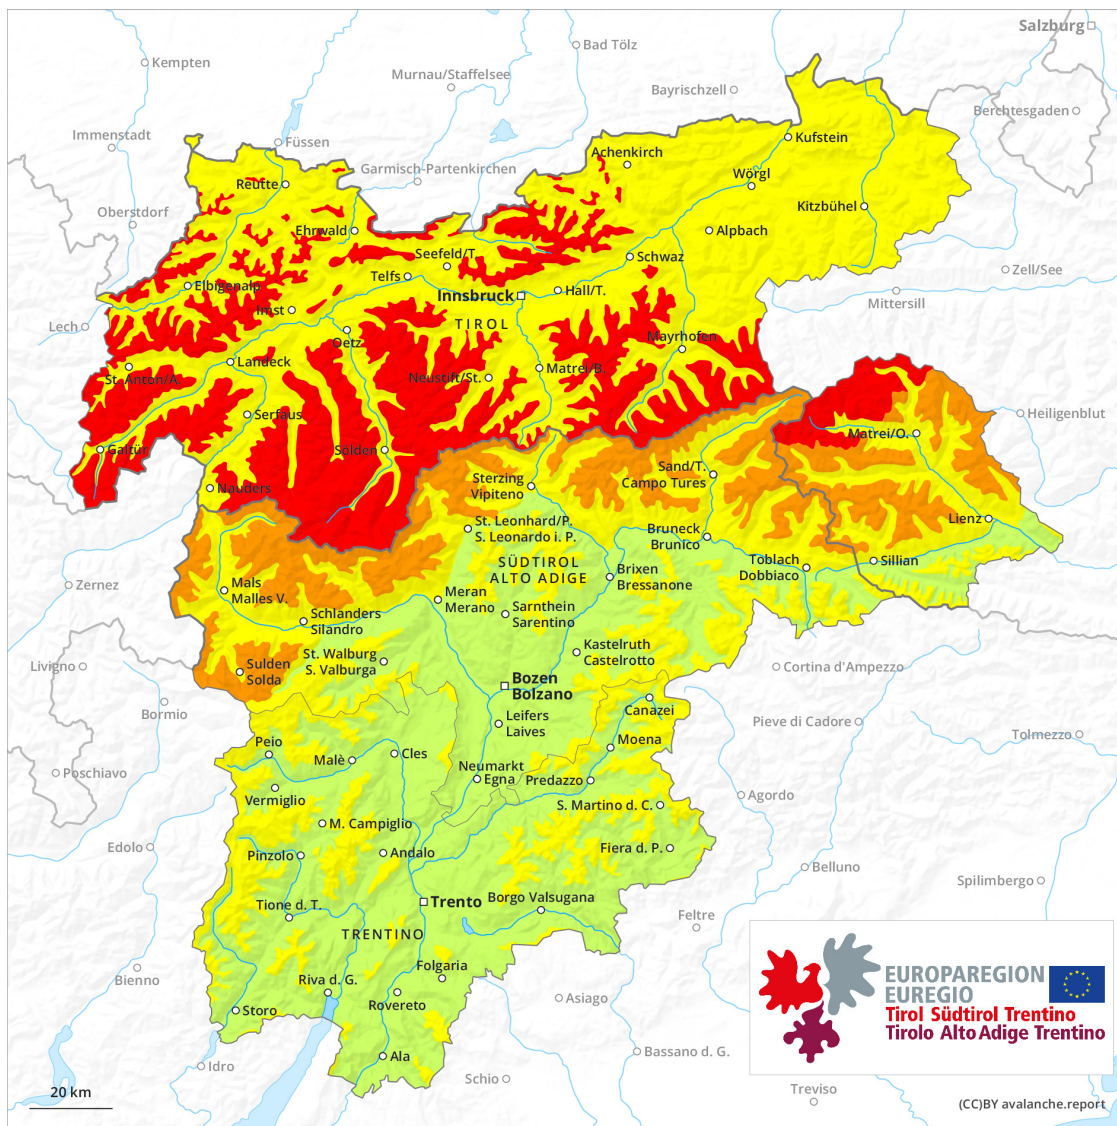 Salzburg
Bad Tölz
Kempten
Murnau/Staffelsee
Bayrischzell
Berchtesgaden
Immenstadt
Füssen
Kufstein
Achenkirch
Garmisch-Partenkirchen
Wörgl
Reutte
Oberstdorf
Kitzbühel
Ehrwald
Alpbach
Seefeld/T.
Schwaz
Zell/See
Telfs
Elbigenalp
Innsbruck
Hall/T.
Mittersill
Imst
TIROL
Lech
Oetz
Mayrhofen
Landeck
Matrei/B.
St. Anton/A.
Neustift/St.
Serfaus
Heiligenblut
Matrei/O.
Galtür
Sölden
Sand/T.
Campo Tures
Sterzing
Vipiteno
Nauders
St. Leonhard/P.
S. Leonardo i. P.
Lienz
Bruneck
Brunico
SÜDTIROL
ALTO ADIGE
Toblach
Dobbiaco
Sillian
Brixen
Bressanone
Zernez
Mals
Malles V.
Meran
Merano
Sarnthein
Sarentino
Schlanders
Silandro
Kastelruth
Castelrotto
St. Walburg
S. Valburga
Livigno
Sulden
Solda
Cortina d'Ampezzo
Bozen
Bolzano
Bormio
Canazei
Leifers
Laives
Pieve di Cadore
Tolmezzo
Peio
Moena
Cles
Malè
Poschiavo
Neumarkt
Egna
Predazzo
Vermiglio
Agordo
S. Martino d. C.
M. Campiglio
Edolo
Pinzolo
Andalo
Fiera d. P.
Belluno
Spilimbergo
Tione d. T.
Trento
Borgo Valsugana
Feltre
TRENTINO
Bienno
Folgaria
Riva d. G.
Rovereto
Asiago
Storo
EUROPAREGION
EUREGIO
Tirol Südtirol Trentino
Tirolo Alto Adige Trentino
Ala
Bassano d. G.
Idro
Schio
20 km
Treviso
(CC)BY avalanche.report